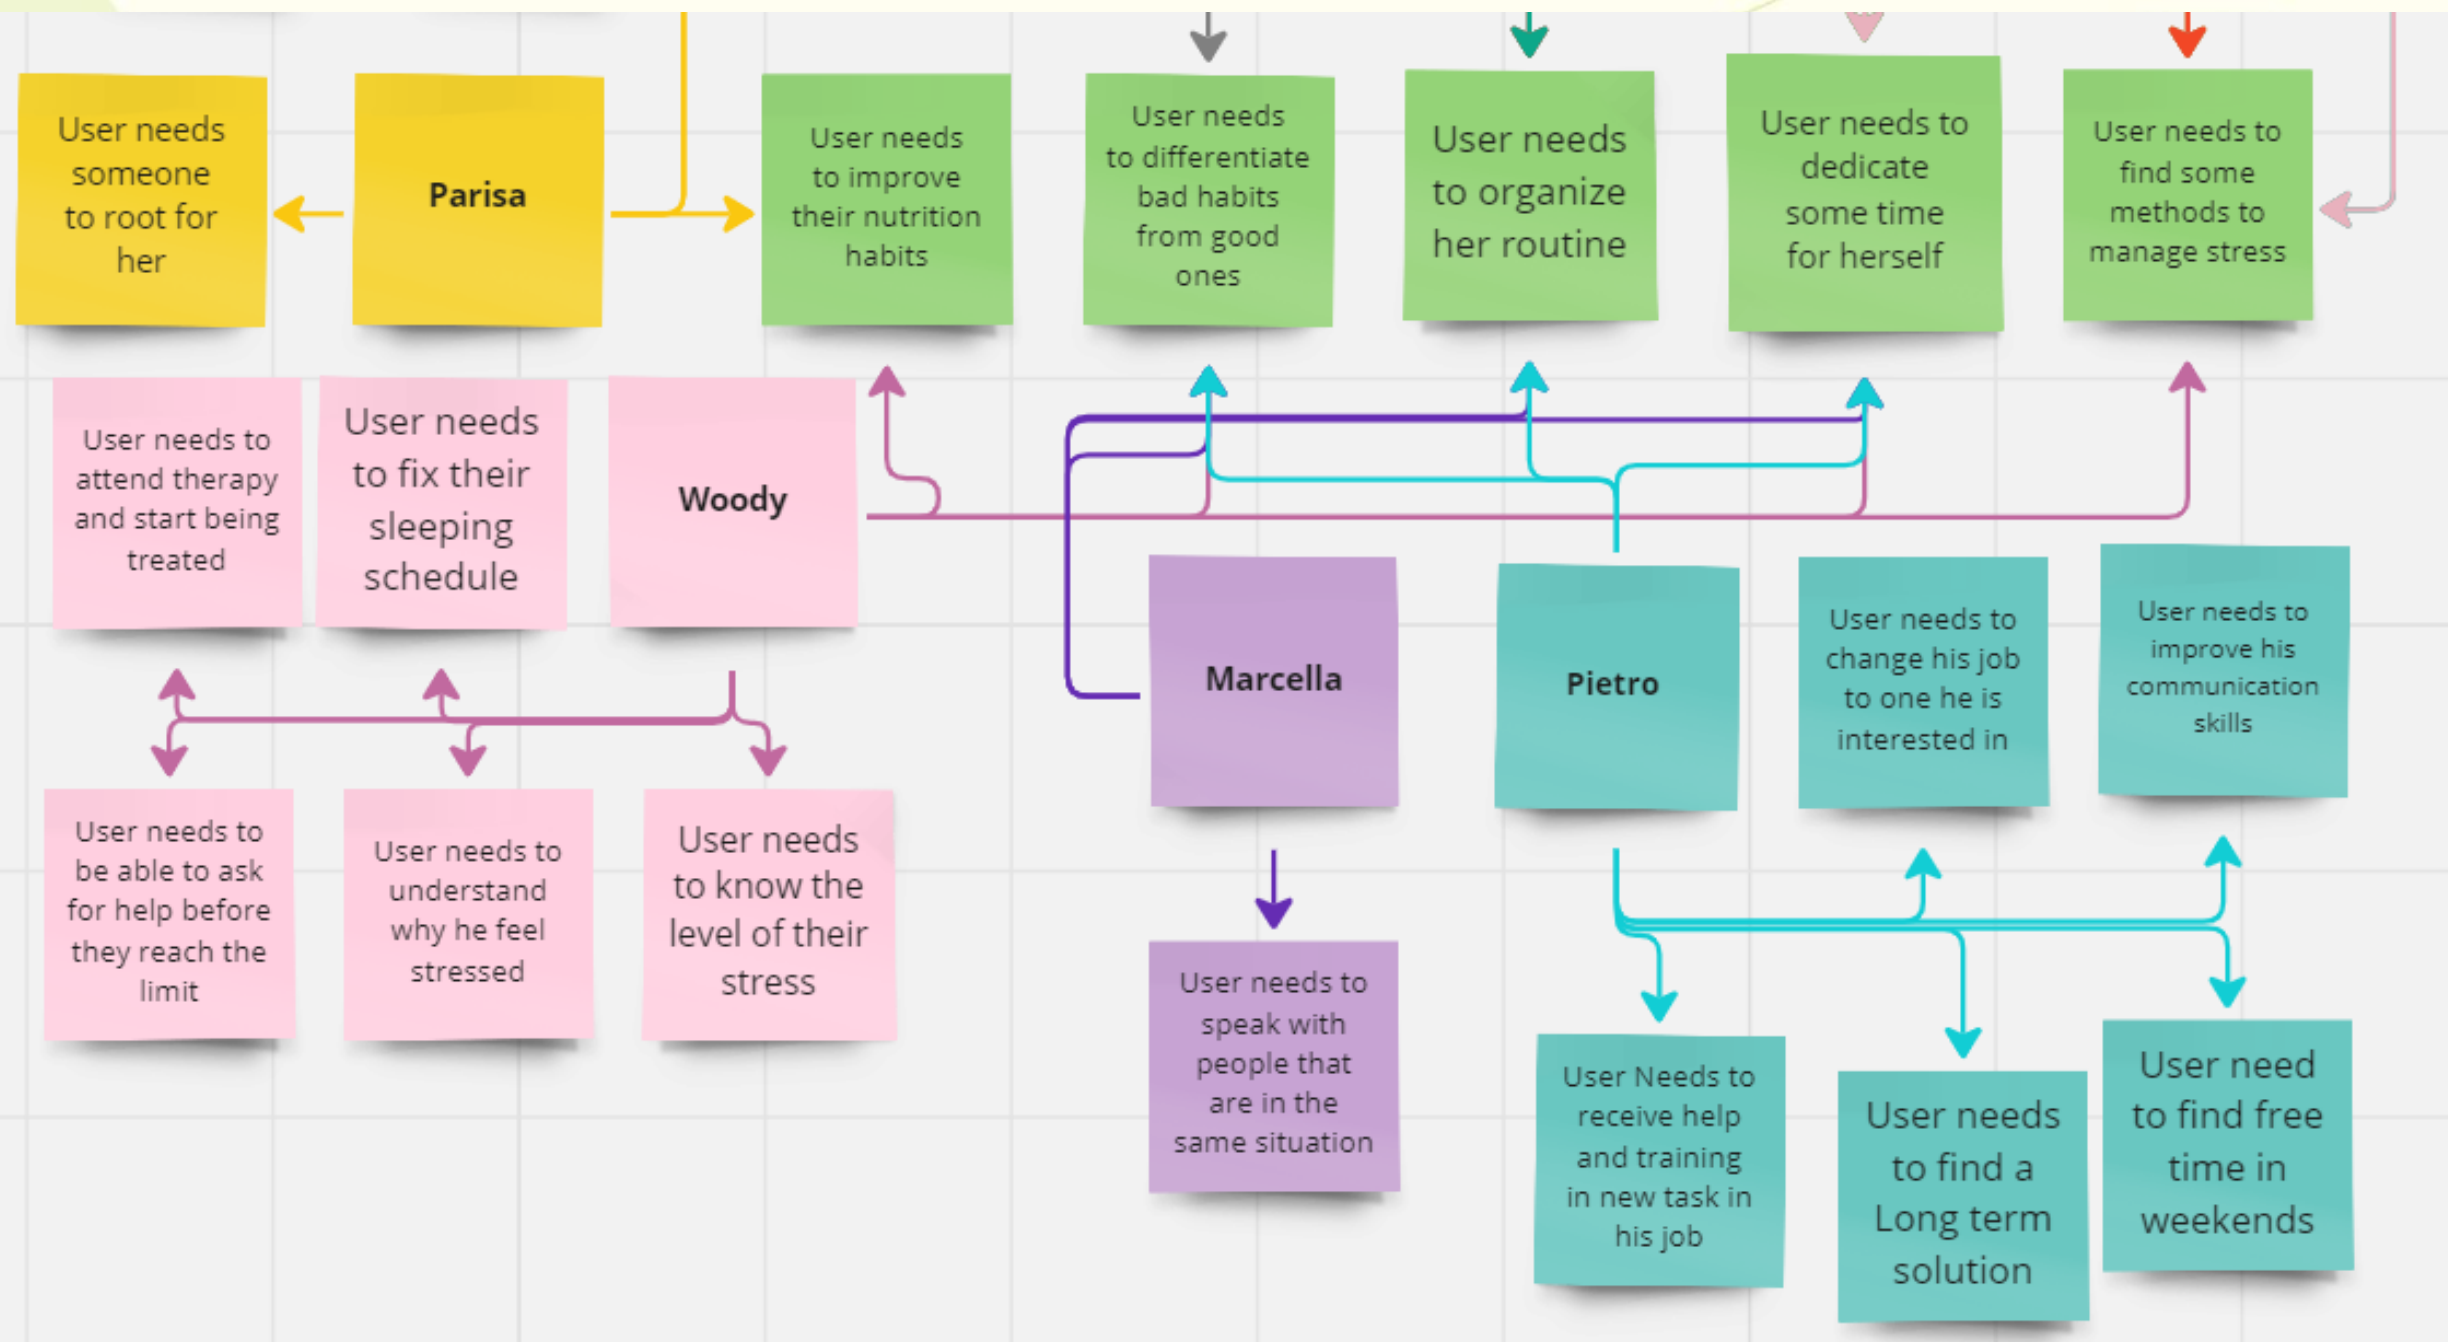 User needs
someone
to root for
her
Parisa
User needs
to improve
their nutrition
habits
User needs
to differentiate
bad habits
from good
ones
User needs
to organize
her routine
User needs to
dedicate
some time
for herself
User needs to
find some
methods to
manage stress
User needs to
attend therapy
and start being
treated
User needs
to fix their
sleeping
schedule
Woody
Marcella
Pietro
User needs to
change his job
to one he is
interested in
User needs to
improve his
communication
skills
User needs to
be able to ask
for help before
they reach the
limit
User needs to
understand
why he feel
stressed
User needs
to know the
level of their
stress
User needs to
speak with
people that
are in the
same situation
User Needs to
receive help
and training
in new task in
his job
User needs
to find a
Long term
solution
User need
to find free
time in
weekends